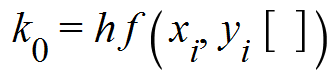 k₀ = hf(xᵢ, yᵢ [ ])